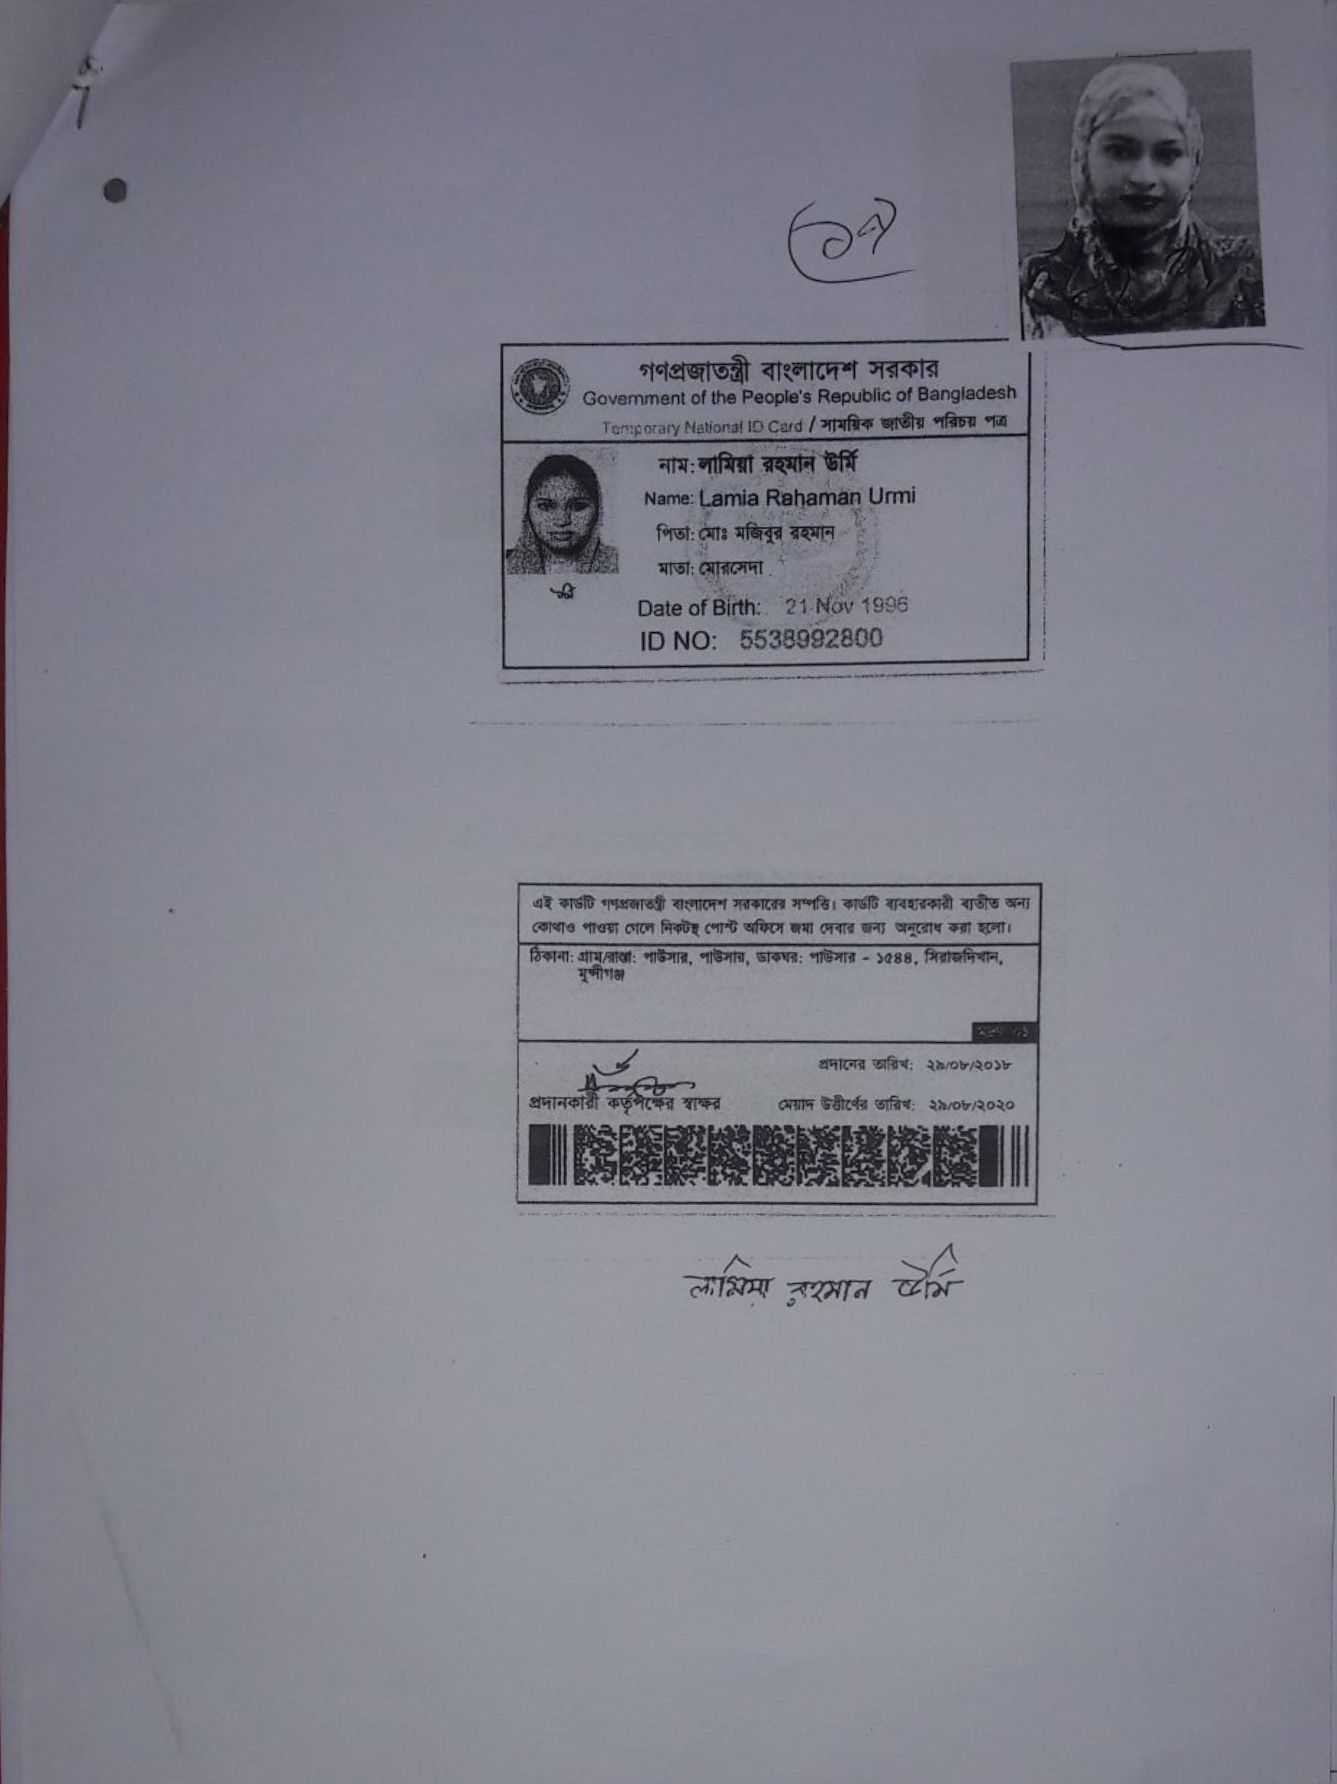 গণপ্রজাতন্ত্রী বাংলাদেশ সরকার
Government of the People's Republic of Bangladesh
Temporary National ID Card / সাময়িক জাতীয় পরিচয় পত্র
নাম: লামিয়া রহমান উর্মি
Name: Lamia Rahaman Urmi
পিতা: মোঃ মজিবুর রহমান
মাতা: মোরসেদা
Date of Birth: 21 Nov 1996
ID NO: 5538992800
এই কার্ডটি গণপ্রজাতন্ত্রী বাংলাদেশ সরকারের সম্পত্তি। কার্ডটি ব্যবহারকারী ব্যতীত অন্য
কোথাও পাওয়া গেলে নিকটস্থ পোস্ট অফিসে জমা দেবার জন্য অনুরোধ করা হলো।
ঠিকানা: গ্রাম/রাস্তা: পাউসার, পাউসার, ডাকঘর: পাউসার - ১৫৪৪, সিরাজদিখান,
মুন্সীগঞ্জ
প্রদানের তারিখ: ২৯/০৮/২০১৮
প্রদানকারী কর্তৃপক্ষের স্বাক্ষর মেয়াদ উত্তীর্ণের তারিখ: ২৯/০৮/২০২০
লামিয়া রহমান উর্মি